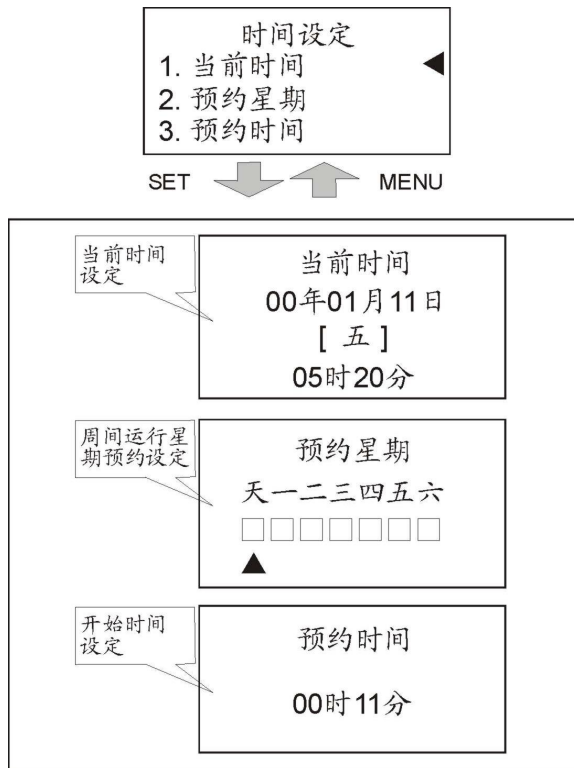 时间设定
1. 当前时间
2. 预约星期
3. 预约时间
SET MENU
当前时间
设定
当前时间
00年01月11日
[ 五 ]
05时20分
周间运行星
期预约设定
预约星期
天一二三四五六
开始时间
设定
预约时间
00时11分